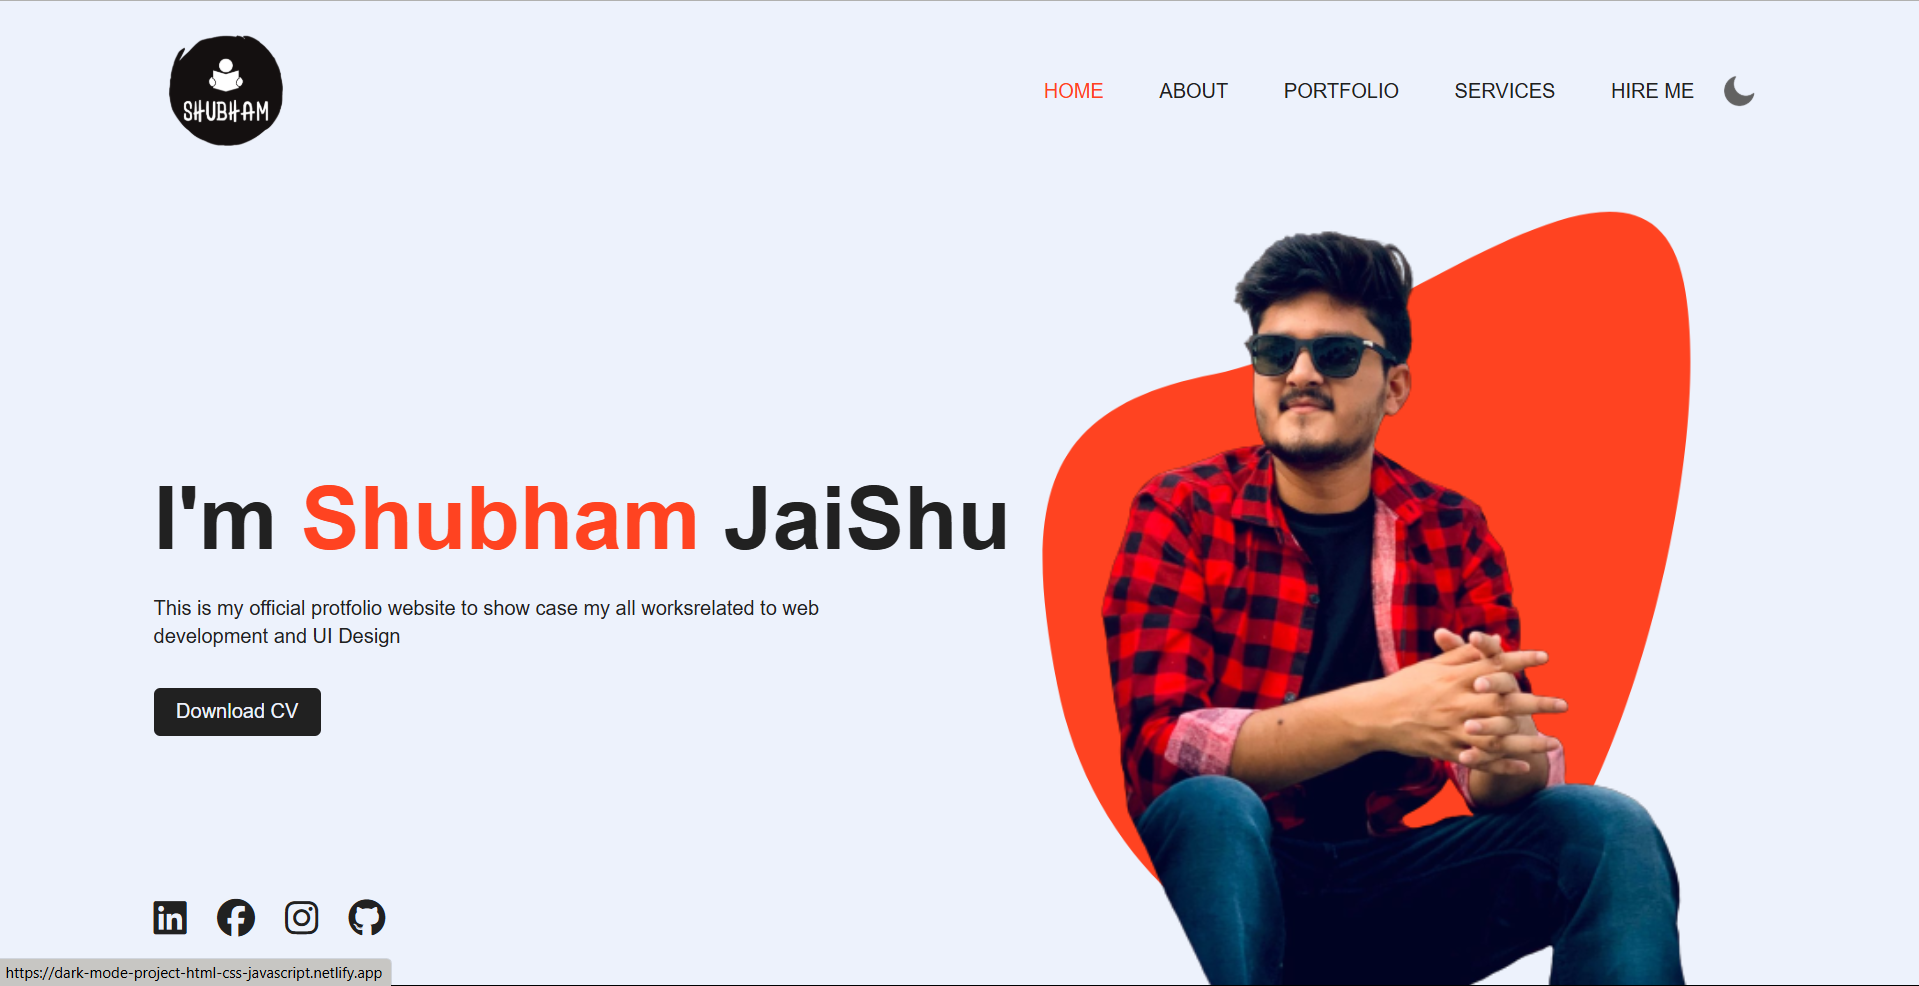 SHUBHAM
HOME ABOUT PORTFOLIO SERVICES HIRE ME
I'm Shubham JaiShu
This is my official protfolio website to show case my all worksrelated to web
development and UI Design
Download CV
https://dark-mode-project-html-css-javascript.netlify.app